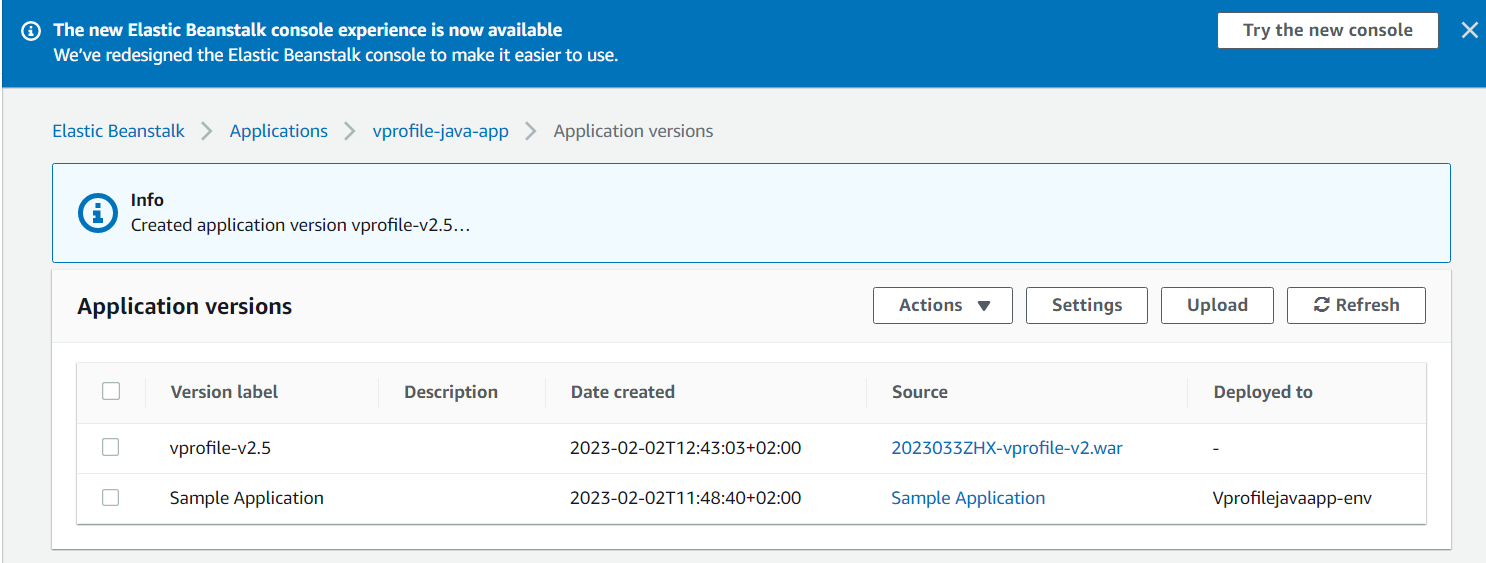 The new Elastic Beanstalk console experience is now available
We've redesigned the Elastic Beanstalk console to make it easier to use.
Try the new console
Elastic Beanstalk > Applications > vprofile-java-app > Application versions
Info
Created application version vprofile-v2.5…
Application versions
Actions Settings Upload Refresh
Version label Description Date created Source Deployed to
vprofile-v2.5 2023-02-02T12:43:03+02:00 2023033ZHX-vprofile-v2.war -
Sample Application 2023-02-02T11:48:40+02:00 Sample Application Vprofilejavaapp-env